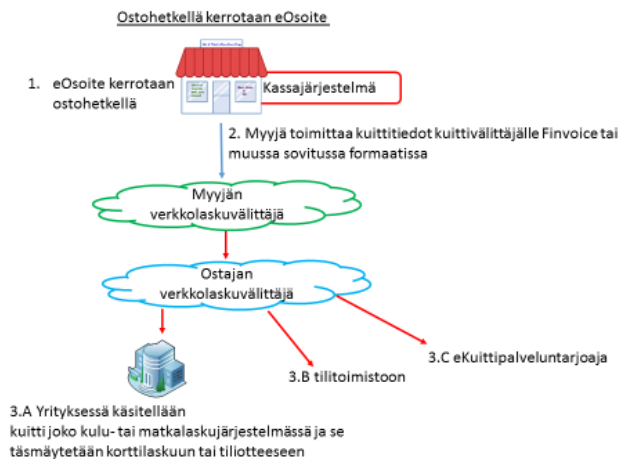 Ostohetkellä kerrotaan eOsoite
1. eOsoite kerrotaan
ostohetkellä
Kassajärjestelmä
2. Myyjä toimittaa kuittitiedot kuittivälittäjälle Finvoice tai
muussa sovitussa formaatissa
Myyjän
verkkolaskuvälittäjä
Ostajan
verkkolaskuvälittäjä
3.C eKuittipalveluntarjoaja
3.B tilitoimistoon
3.A Yrityksessä käsitellään
kuitti joko kulu- tai matkalaskujärjestelmässä ja se
täsmäytetään korttilaskuun tai tiliotteeseen